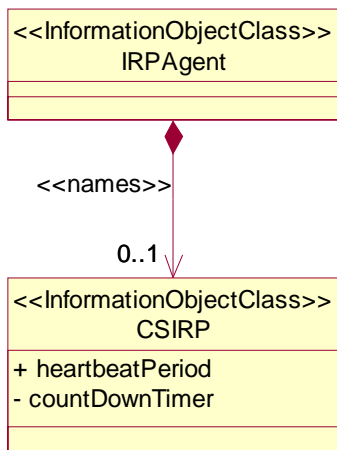 <<InformationObjectClass>>
IRPAgent
<<names>>
0..1
<<InformationObjectClass>>
CSIRP
+ heartbeatPeriod
- countDownTimer